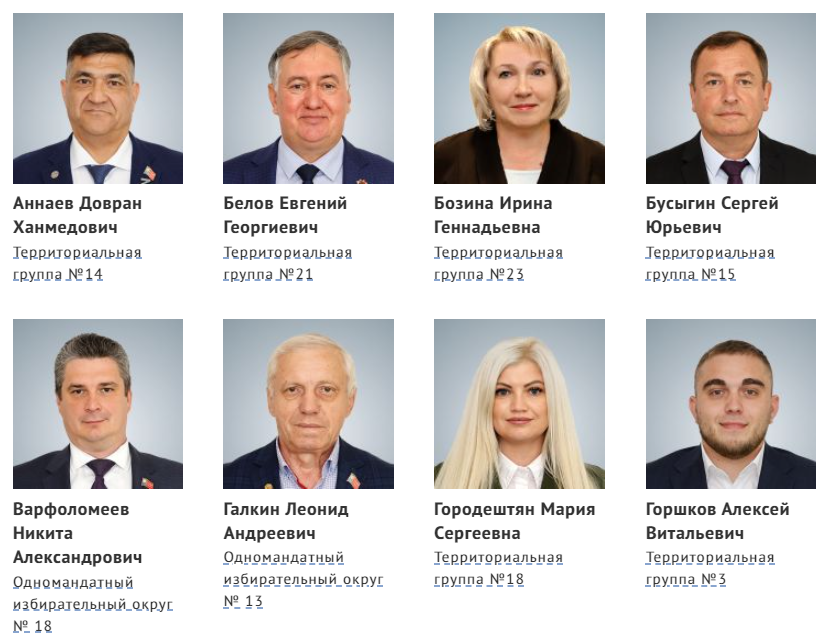 Аннаев Довран
Ханмедович
Территориальная
группа №14
Белов Евгений
Георгиевич
Территориальная
группа №21
Бозина Ирина
Геннадьевна
Территориальная
группа №23
Бусыгин Сергей
Юрьевич
Территориальная
группа №15
Варфоломеев
Никита
Александрович
Одномандатный
избирательный округ
№ 18
Галкин Леонид
Андреевич
Одномандатный
избирательный округ
№ 13
Городештян Мария
Сергеевна
Территориальная
группа №18
Горшков Алексей
Витальевич
Территориальная
группа №3